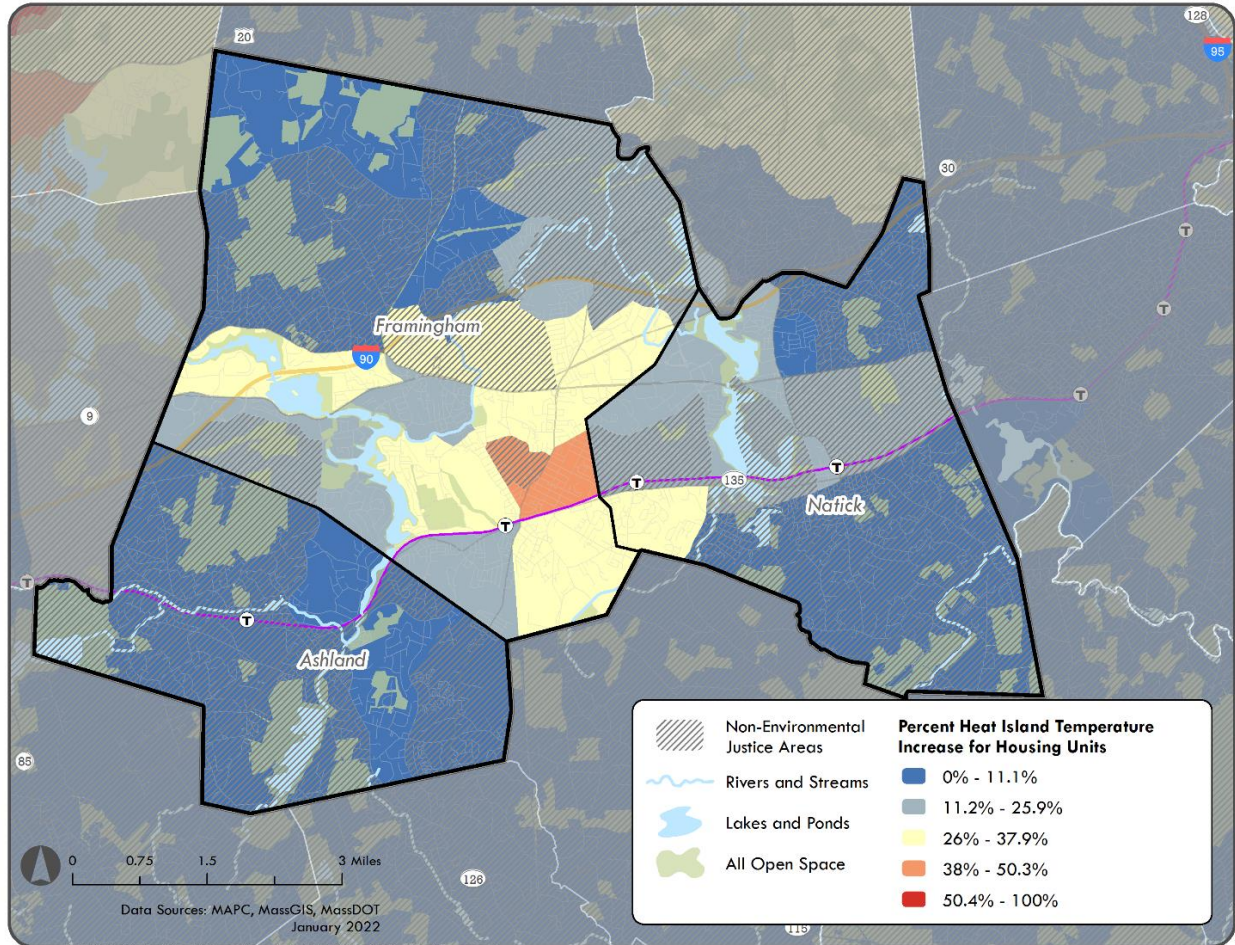 128
95
20
30
Framingham
90
9
135
Natick
Ashland
85
126
115
T
T
T
T
T
T
T
T
Non-Environmental
Justice Areas
Rivers and Streams
Lakes and Ponds
All Open Space
Percent Heat Island Temperature
Increase for Housing Units
0% - 11.1%
11.2% - 25.9%
26% - 37.9%
38% - 50.3%
50.4% - 100%
0 0.75 1.5 3 Miles
Data Sources: MAPC, MassGIS, MassDOT
January 2022